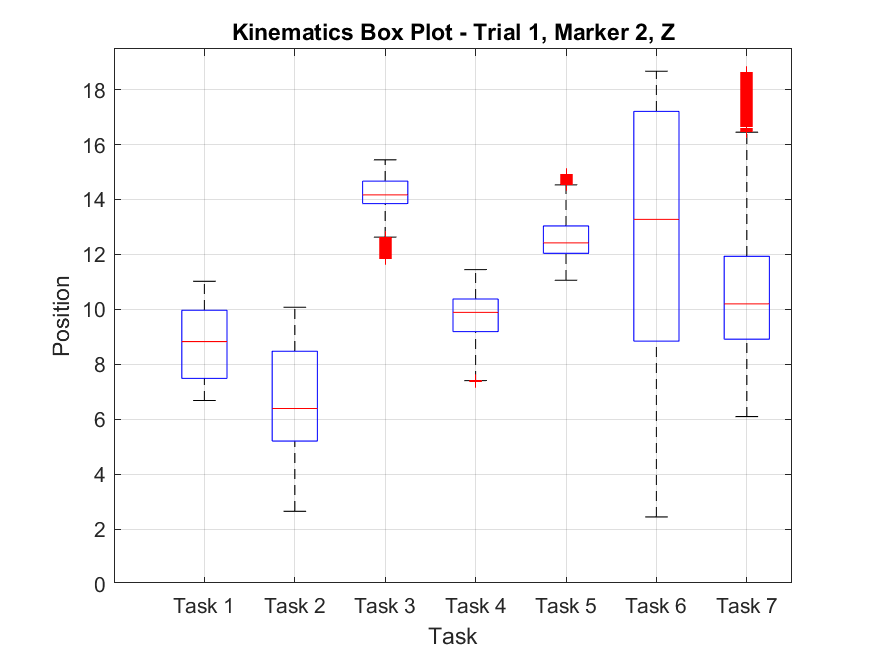 Kinematics Box Plot - Trial 1, Marker 2, Z
18
16
14
12
10
8
6
4
2
0
Position
Task 1 Task 2 Task 3 Task 4 Task 5 Task 6 Task 7
Task